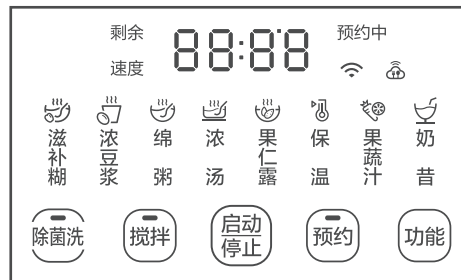 剩余
88:88
预约中
速度
滋补糊
浓豆浆
绵粥
浓汤
果仁露
保温
果蔬汁
奶昔
除菌洗
搅拌
启动
停止
预约
功能